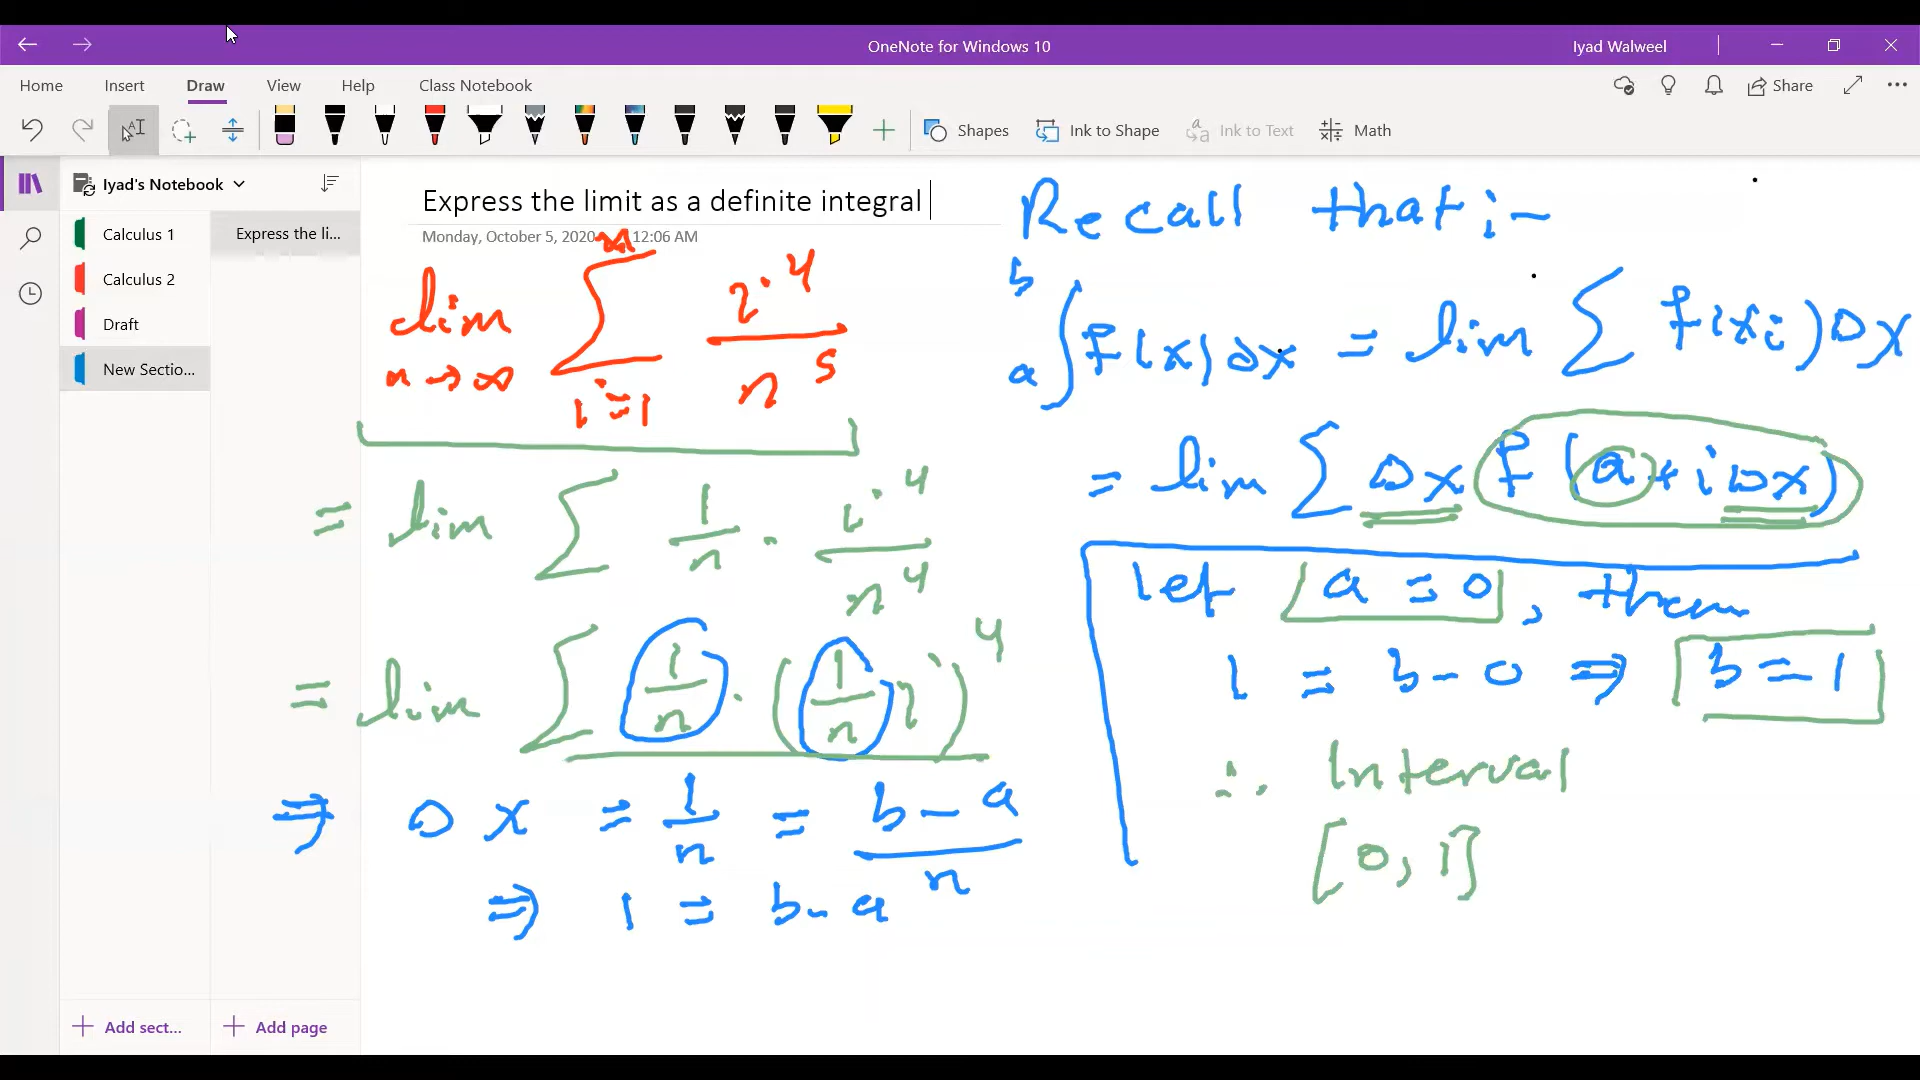 OneNote for Windows 10
Iyad Walweel
Home Insert Draw View Help Class Notebook
Share
Shapes Ink to Shape Ink to Text Math
Iyad's Notebook
Calculus 1
Calculus 2
Draft
New Sectio...
Express the li...
Add sect...
Add page
Express the limit as a definite integral
Monday, October 5, 2020 12:06 AM
lim n→∞ ∑ i=1 n i^4 / n^5
= lim ∑ 1/n · i^4 / n^4
= lim ∑ 1/n · (1/n i)^4
⇒ Δx = 1/n = b-a / n
⇒ 1 = b-a
Recall that:-
∫ a b f(x) dx = lim ∑ f(xi) Δx
= lim ∑ Δx f(a + iΔx)
let a = 0, then
1 = b - 0 ⇒ b = 1
∴ Interval
[0, 1]